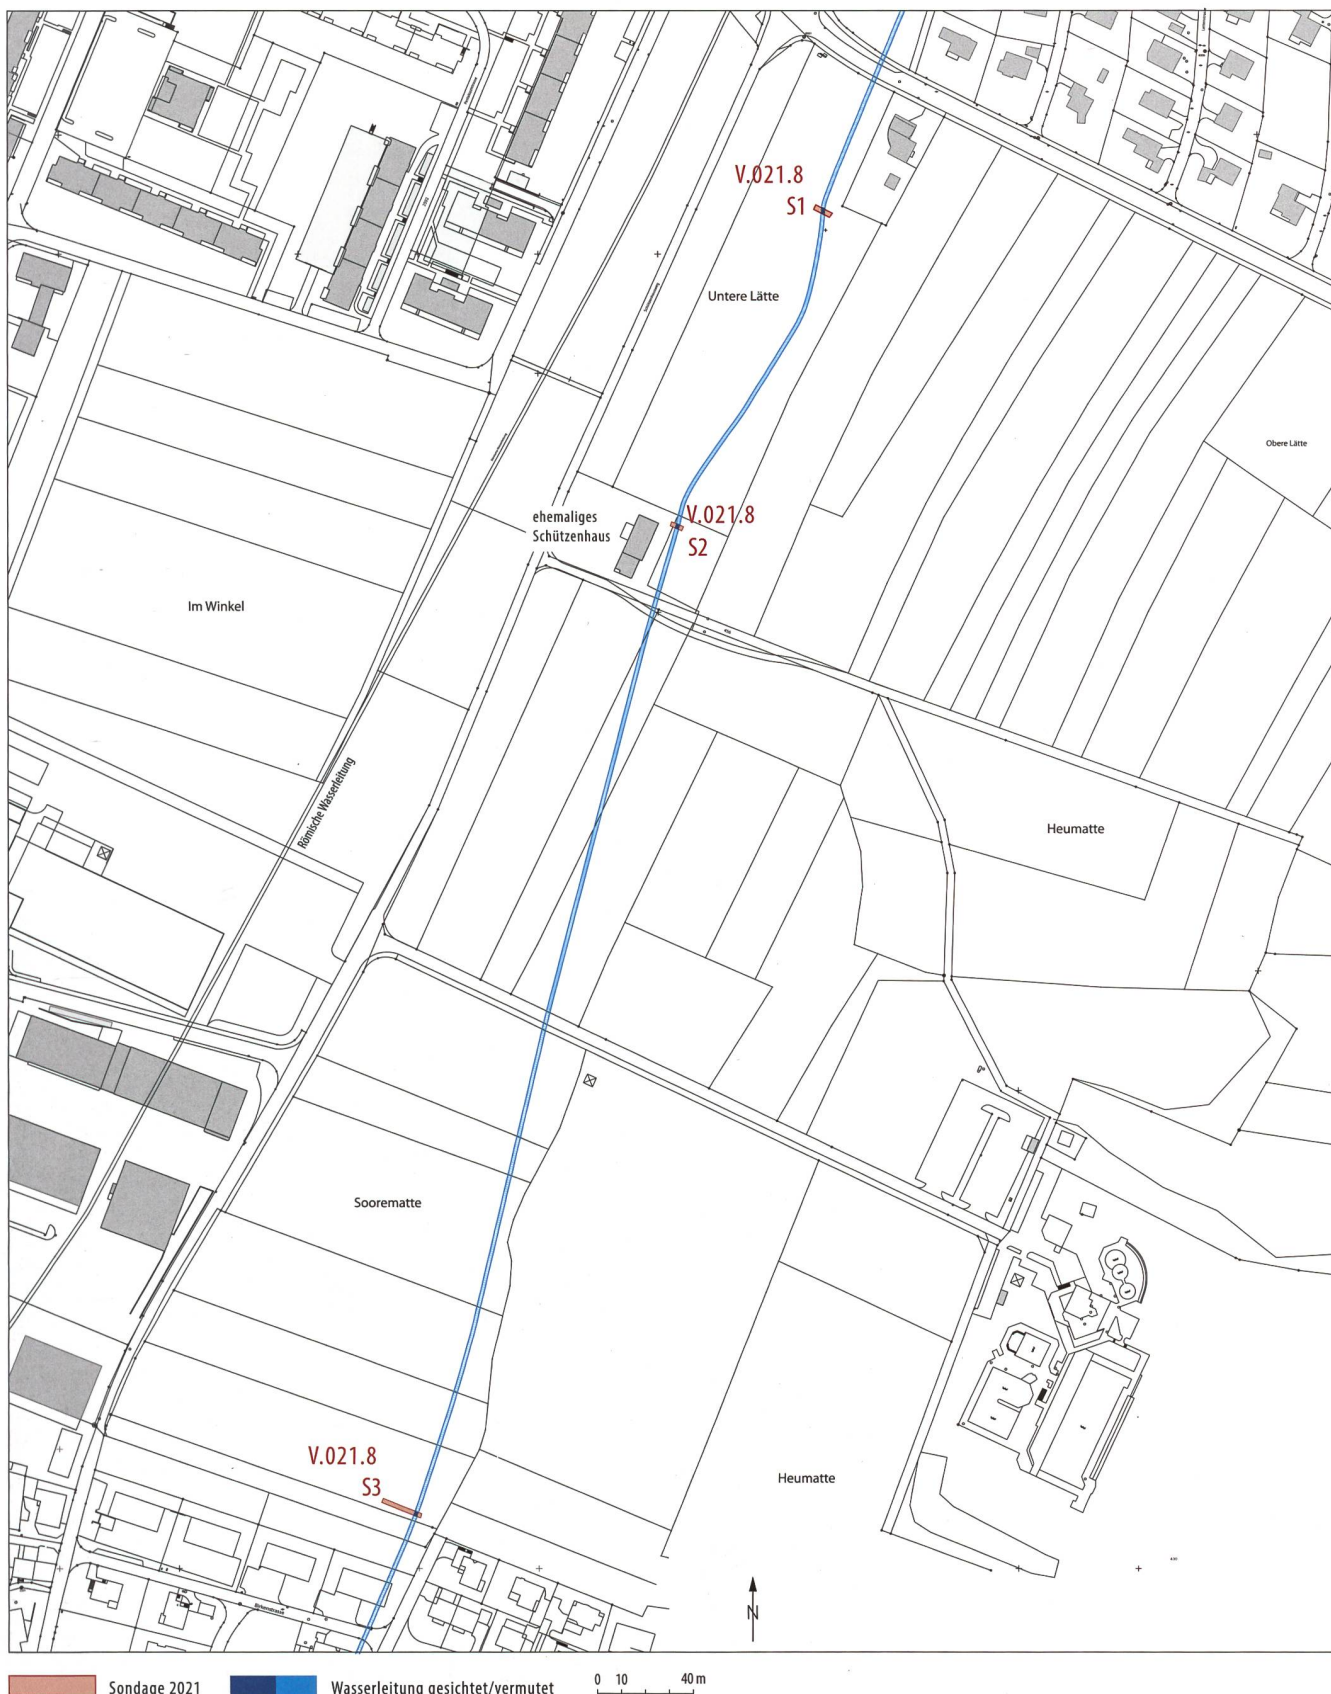 V.021.8
S1
Untere Lätte
Obere Lätte
ehemaliges
Schützenhaus
V.021.8
S2
Im Winkel
Römische Wasserleitung
Heumatte
Soorematte
V.021.8
S3
Heumatte
Birkenstrasse
N
Sondage 2021
Wasserleitung gesichtet/vermutet
0 10 40 m